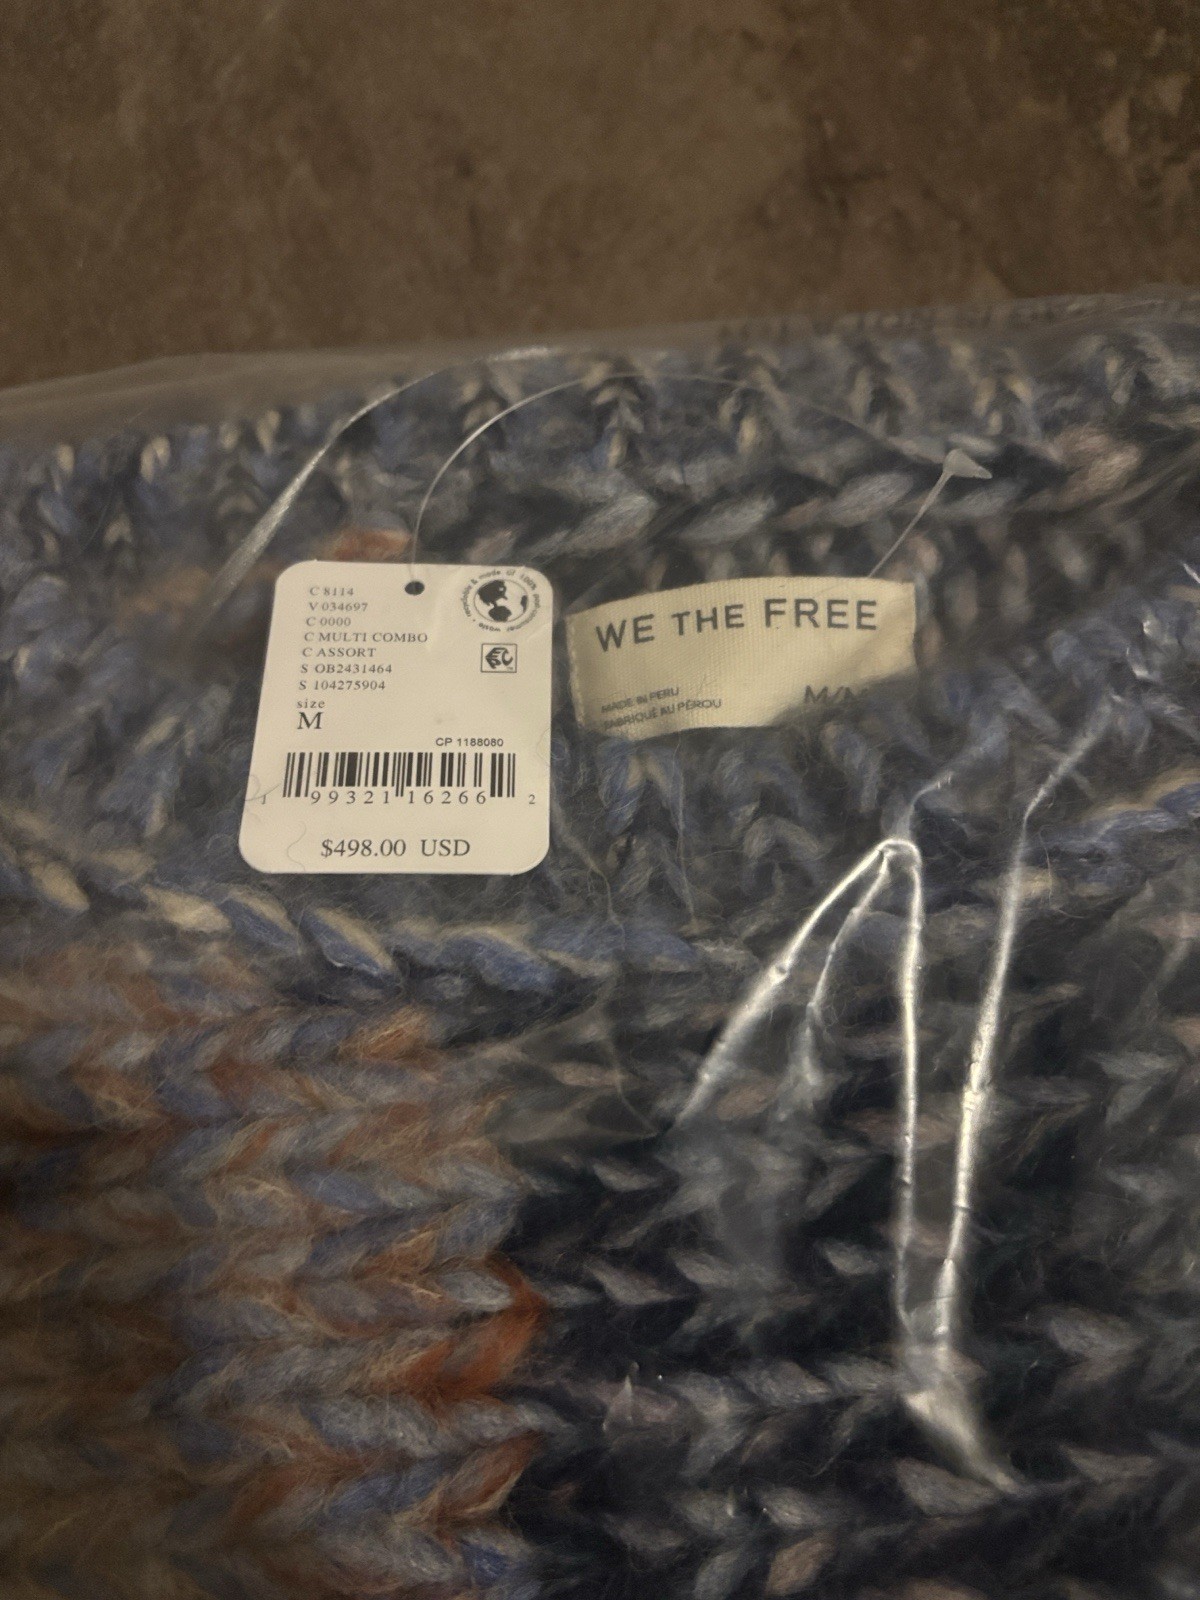 C 8114
V 034697
C 0000
C MULTI COMBO
C ASSORT
S OB2431464
S 104275904
size
M
CP 1188080
1 99321 16266 2
$498.00 USD
WE THE FREE
MADE IN PERU
FABRIQUÉ AU PÉROU
M/M